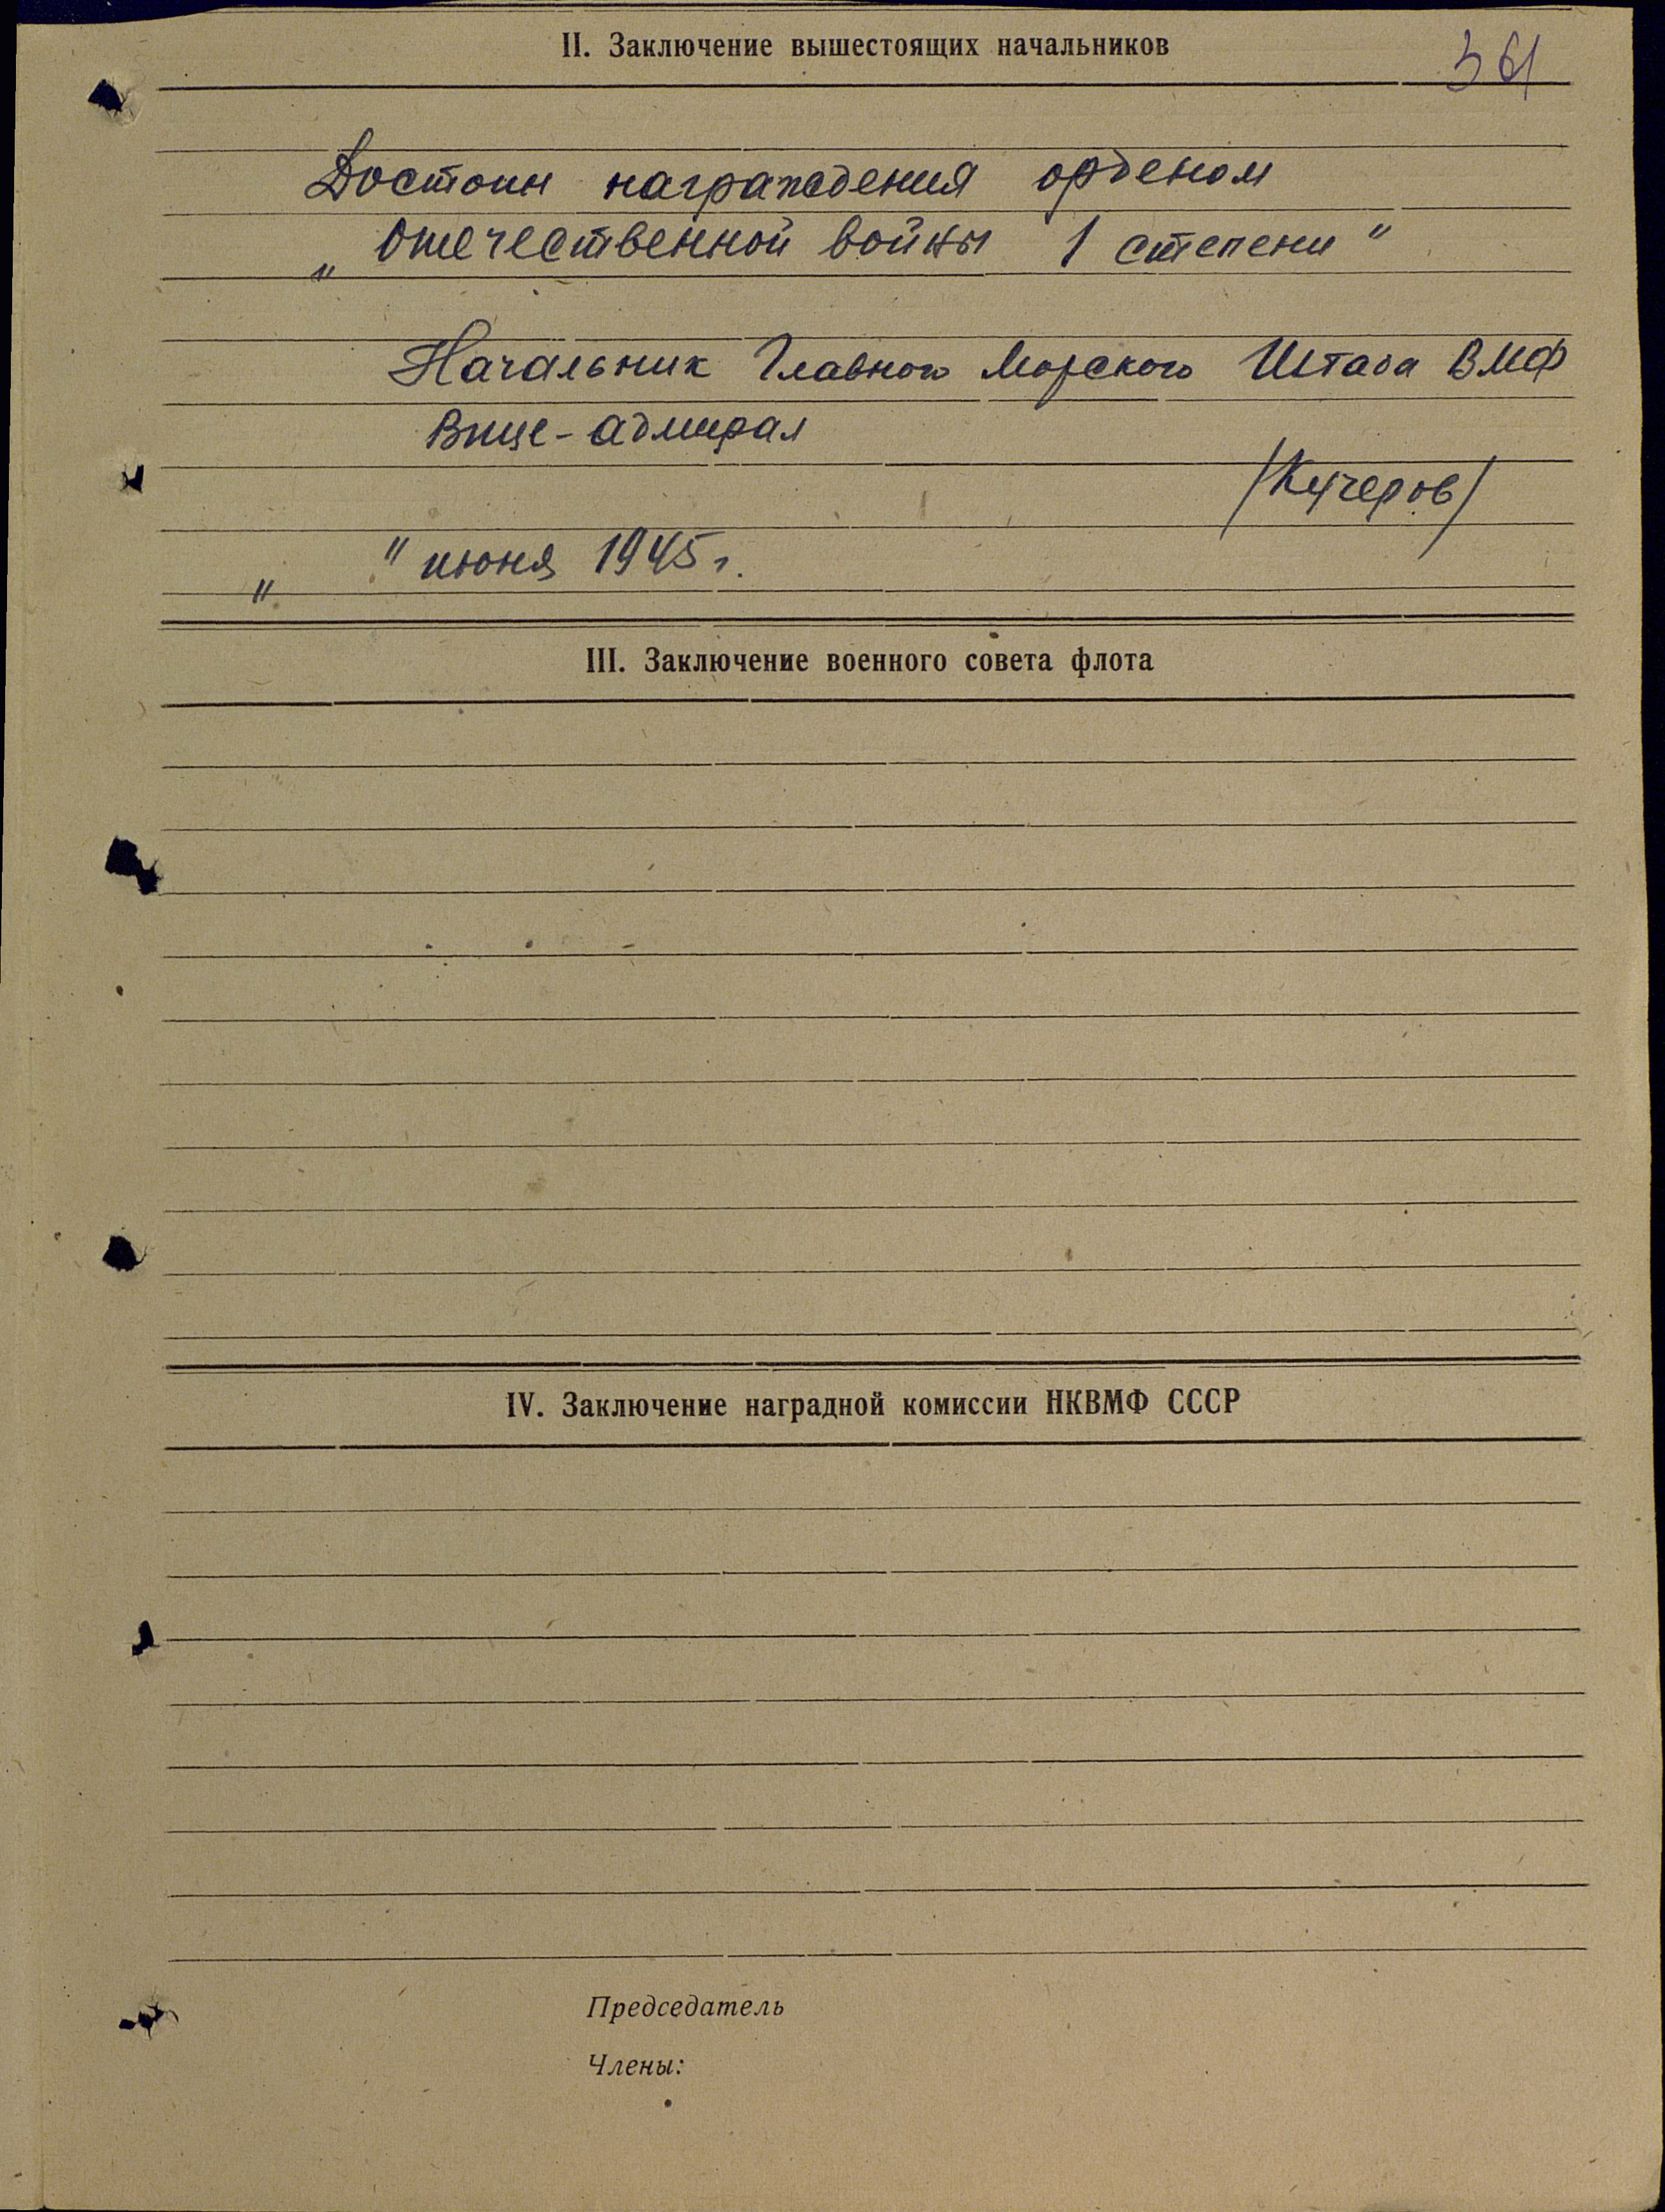 II. Заключение вышестоящих начальников
361
Достоин награждения орденом
„Отечественной войны 1 степени"
Начальник Главного Морского Штаба ВМФ
Вице-адмирал
/Кучеров/
„ " июня 1945 г.
III. Заключение военного совета флота
IV. Заключение наградной комиссии НКВМФ СССР
Председатель
Члены: